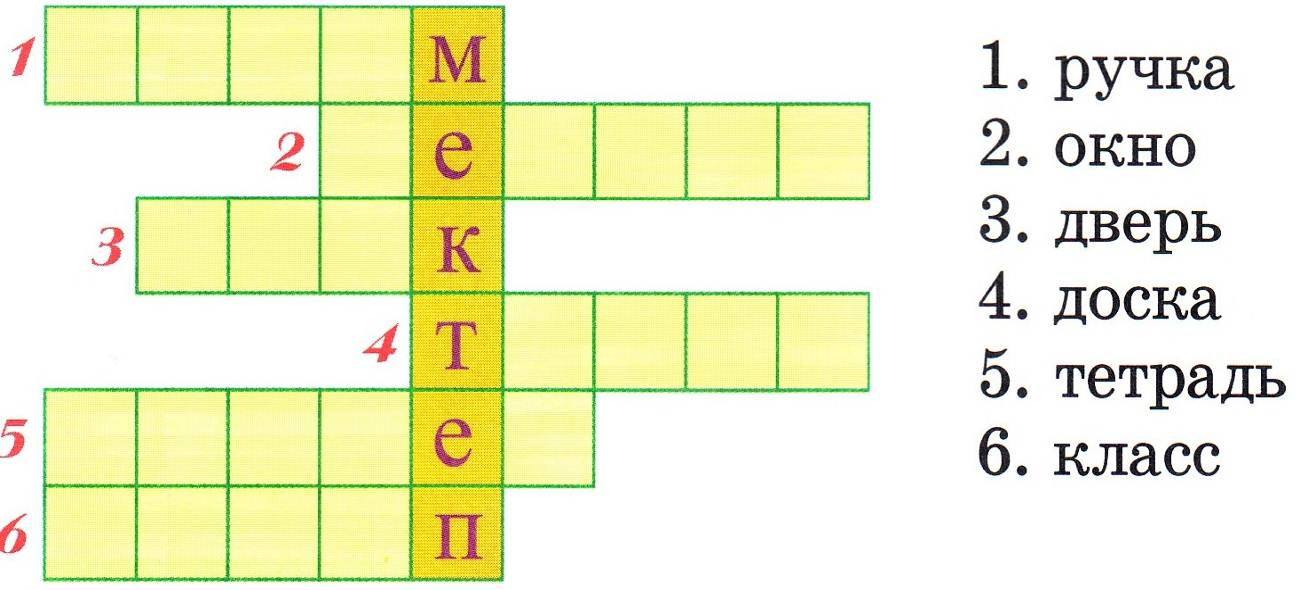 1 м
2 е
3 к
4 т
5 е
6 п
1. ручка
2. окно
3. дверь
4. доска
5. тетрадь
6. класс